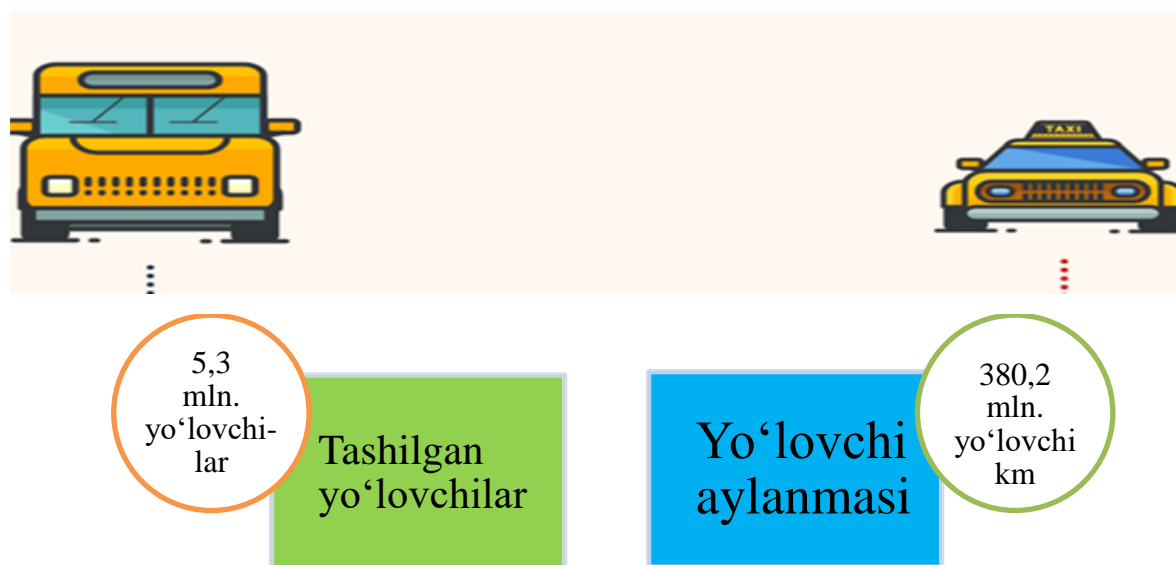 TAXI
5,3
mln.
yo‘lovchi-
lar
Tashilgan
yo‘lovchilar
Yo‘lovchi
aylanmasi
380,2
mln.
yo‘lovchi
km